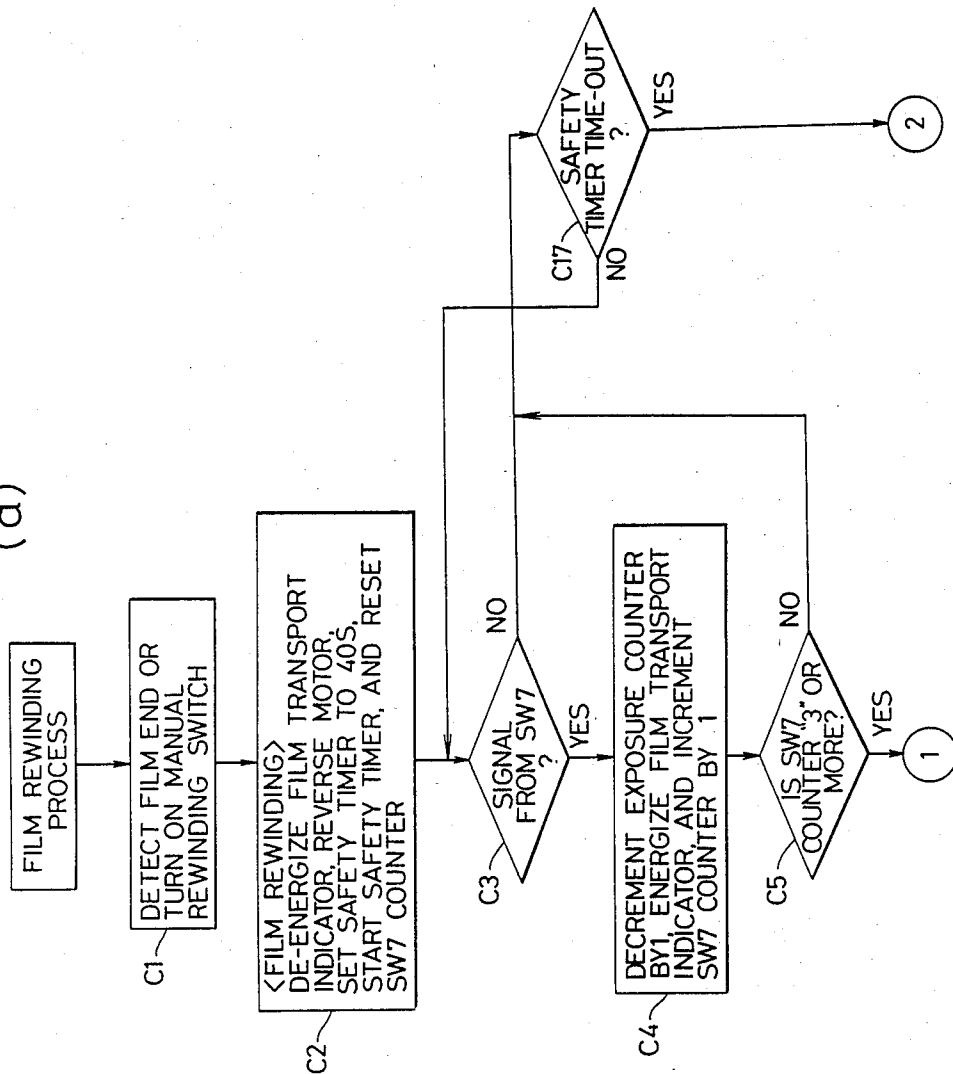 (a)
FILM REWINDING
PROCESS
DETECT FILM END OR
TURN ON MANUAL
REWINDING SWITCH
C1
<FILM REWINDING>
DE-ENERGIZE FILM TRANSPORT
INDICATOR, REVERSE MOTOR,
SET SAFETY TIMER TO 40S,
START SAFETY TIMER, AND RESET
SW7 COUNTER
C2
SIGNAL
FROM SW7
?
C3
NO
YES
DECREMENT EXPOSURE COUNTER
BY1, ENERGIZE FILM TRANSPORT
INDICATOR, AND INCREMENT
SW7 COUNTER BY 1
C4
IS SW7
COUNTER "3" OR
MORE?
C5
NO
YES
1
SAFETY
TIMER TIME-OUT
?
C17
NO
YES
2